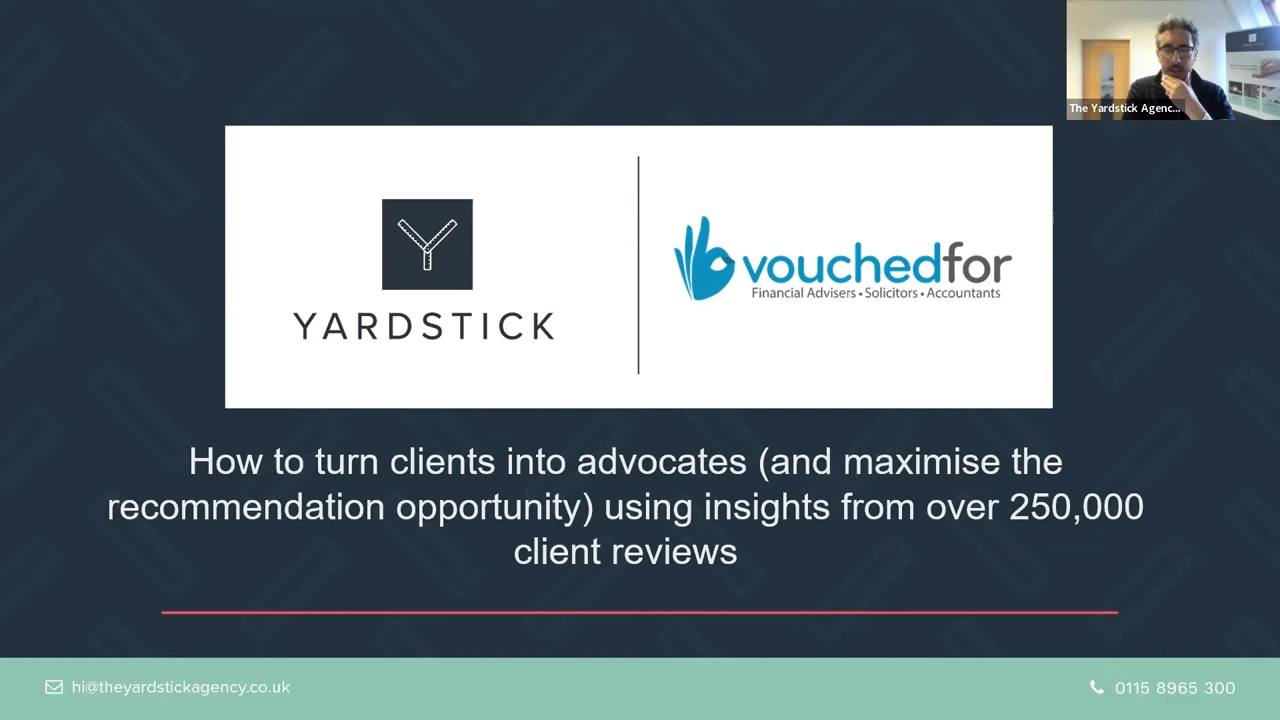 The Yardstick Agenc...
YARDSTICK
vouchedfor
Financial Advisers • Solicitors • Accountants
How to turn clients into advocates (and maximise the
recommendation opportunity) using insights from over 250,000
client reviews
hi@theyardstickagency.co.uk
0115 8965 300